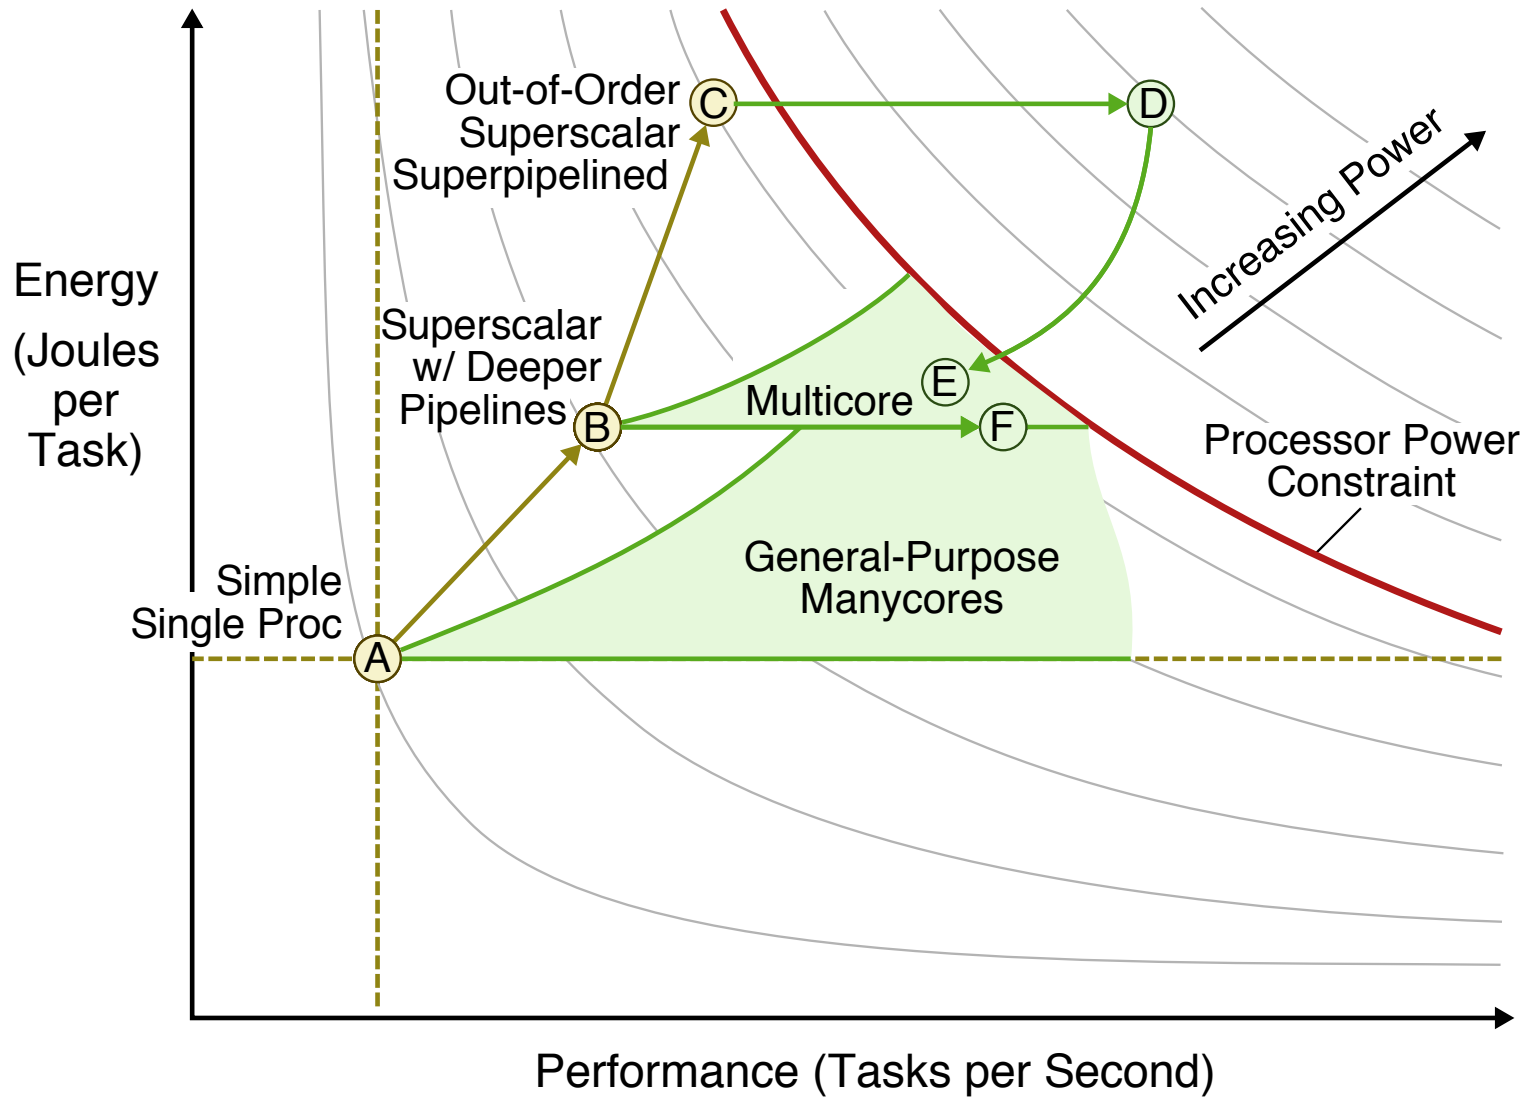 Out-of-Order
Superscalar
Superpipelined
C
D
Increasing Power
Energy
(Joules
per
Task)
Superscalar
w/ Deeper
Pipelines
B
Multicore
E
F
Processor Power
Constraint
General-Purpose
Manycores
Simple
Single Proc
A
Performance (Tasks per Second)